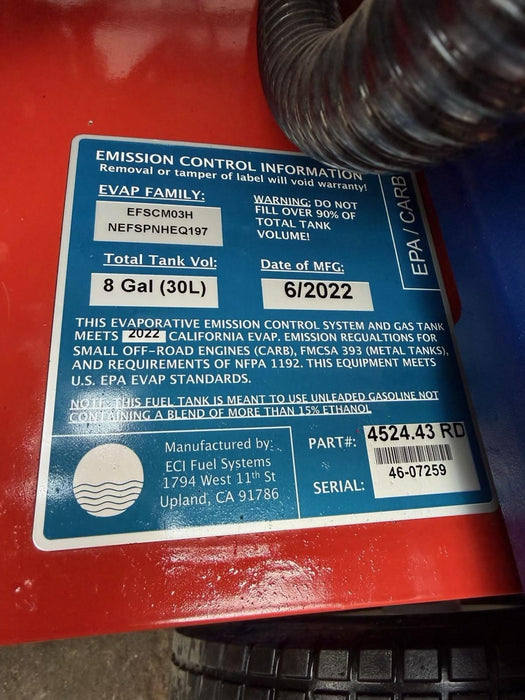 EMISSION CONTROL INFORMATION
Removal or tamper of label will void warranty!
EPA / CARB
EVAP FAMILY:
EFSCM03H
NEFSPNHEQ197
WARNING: DO NOT
FILL OVER 90% OF
TOTAL TANK
VOLUME!
Total Tank Vol:
8 Gal (30L)
Date of MFG:
6/2022
THIS EVAPORATIVE EMISSION CONTROL SYSTEM AND GAS TANK
MEETS 2022 CALIFORNIA EVAP. EMISSION REGUALTIONS FOR
SMALL OFF-ROAD ENGINES (CARB), FMCSA 393 (METAL TANKS),
AND REQUIREMENTS OF NFPA 1192. THIS EQUIPMENT MEETS
U.S. EPA EVAP STANDARDS.
NOTE: THIS FUEL TANK IS MEANT TO USE UNLEADED GASOLINE NOT
CONTAINING A BLEND OF MORE THAN 15% ETHANOL
Manufactured by:
ECI Fuel Systems
1794 West 11th St
Upland, CA 91786
PART#: 4524.43 RD
SERIAL: 46-07259